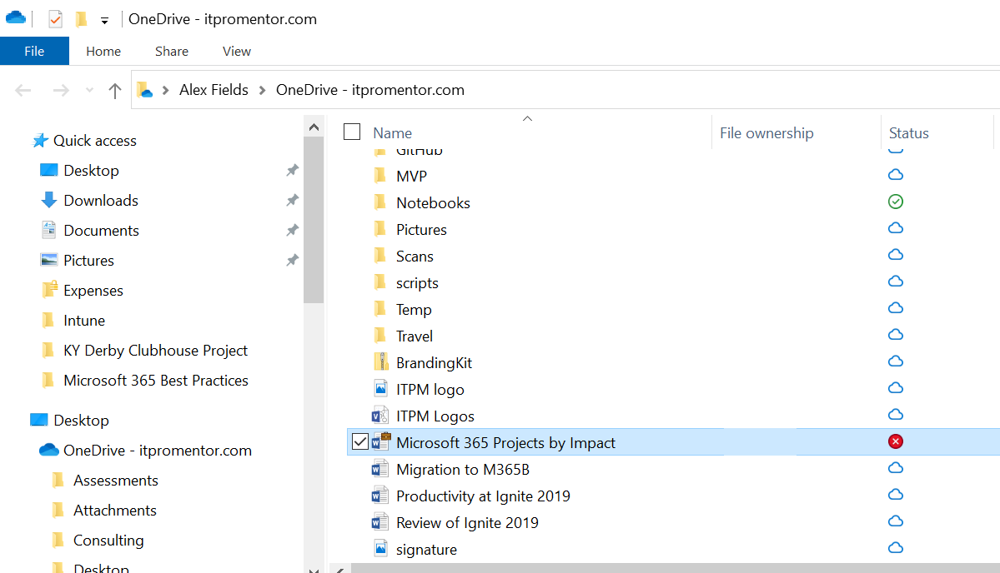 OneDrive - itpromentor.com
File Home Share View
Alex Fields > OneDrive - itpromentor.com
Quick access
Desktop
Downloads
Documents
Pictures
Expenses
Intune
KY Derby Clubhouse Project
Microsoft 365 Best Practices
Desktop
OneDrive - itpromentor.com
Assessments
Attachments
Consulting
Desktop
Name File ownership Status
GitHub
MVP
Notebooks
Pictures
Scans
scripts
Temp
Travel
BrandingKit
ITPM logo
ITPM Logos
Microsoft 365 Projects by Impact
Migration to M365B
Productivity at Ignite 2019
Review of Ignite 2019
signature